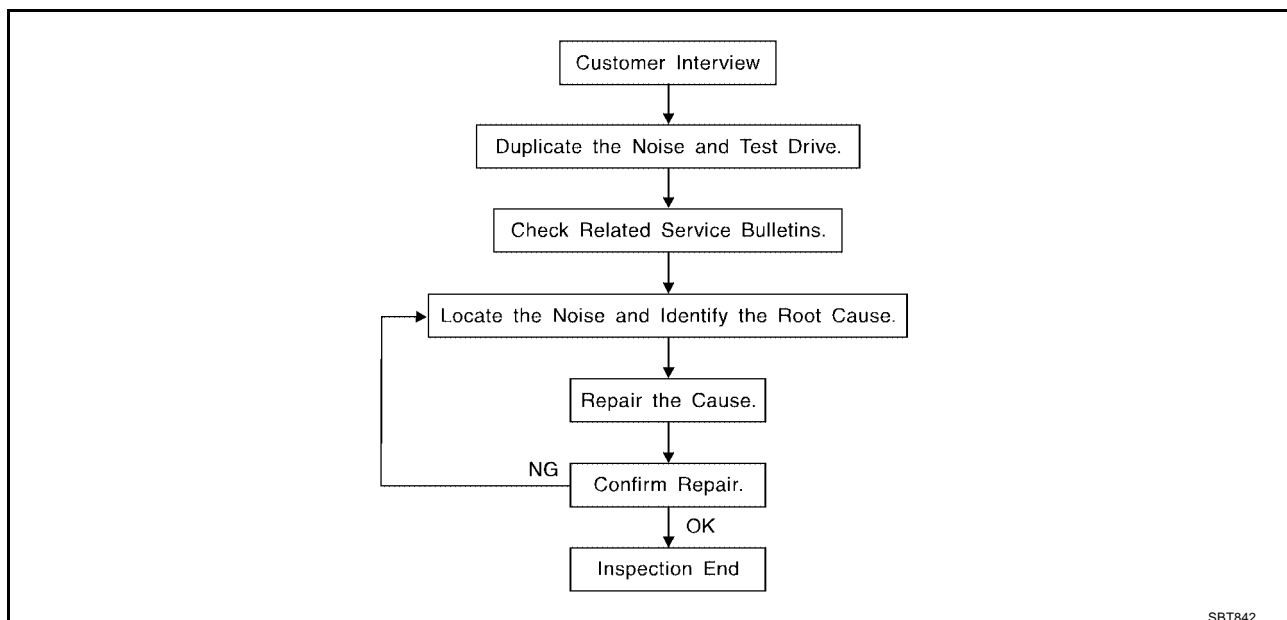 Customer Interview
Duplicate the Noise and Test Drive.
Check Related Service Bulletins.
Locate the Noise and Identify the Root Cause.
Repair the Cause.
NG
Confirm Repair.
OK
Inspection End
SBT842